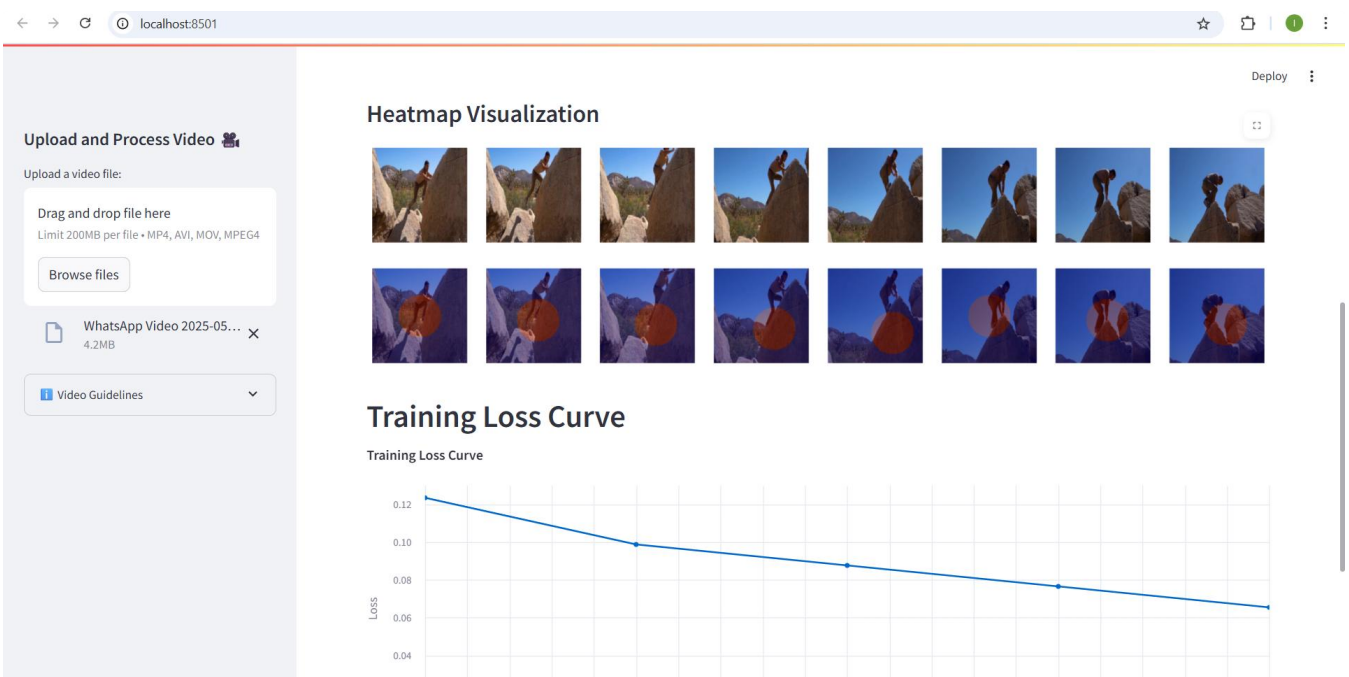 localhost:8501
Deploy
Upload and Process Video
Upload a video file:
Drag and drop file here
Limit 200MB per file • MP4, AVI, MOV, MPEG4
Browse files
WhatsApp Video 2025-05...
4.2MB
Video Guidelines
Heatmap Visualization
Training Loss Curve
Training Loss Curve
0.12
0.10
0.08
0.06
0.04
Loss